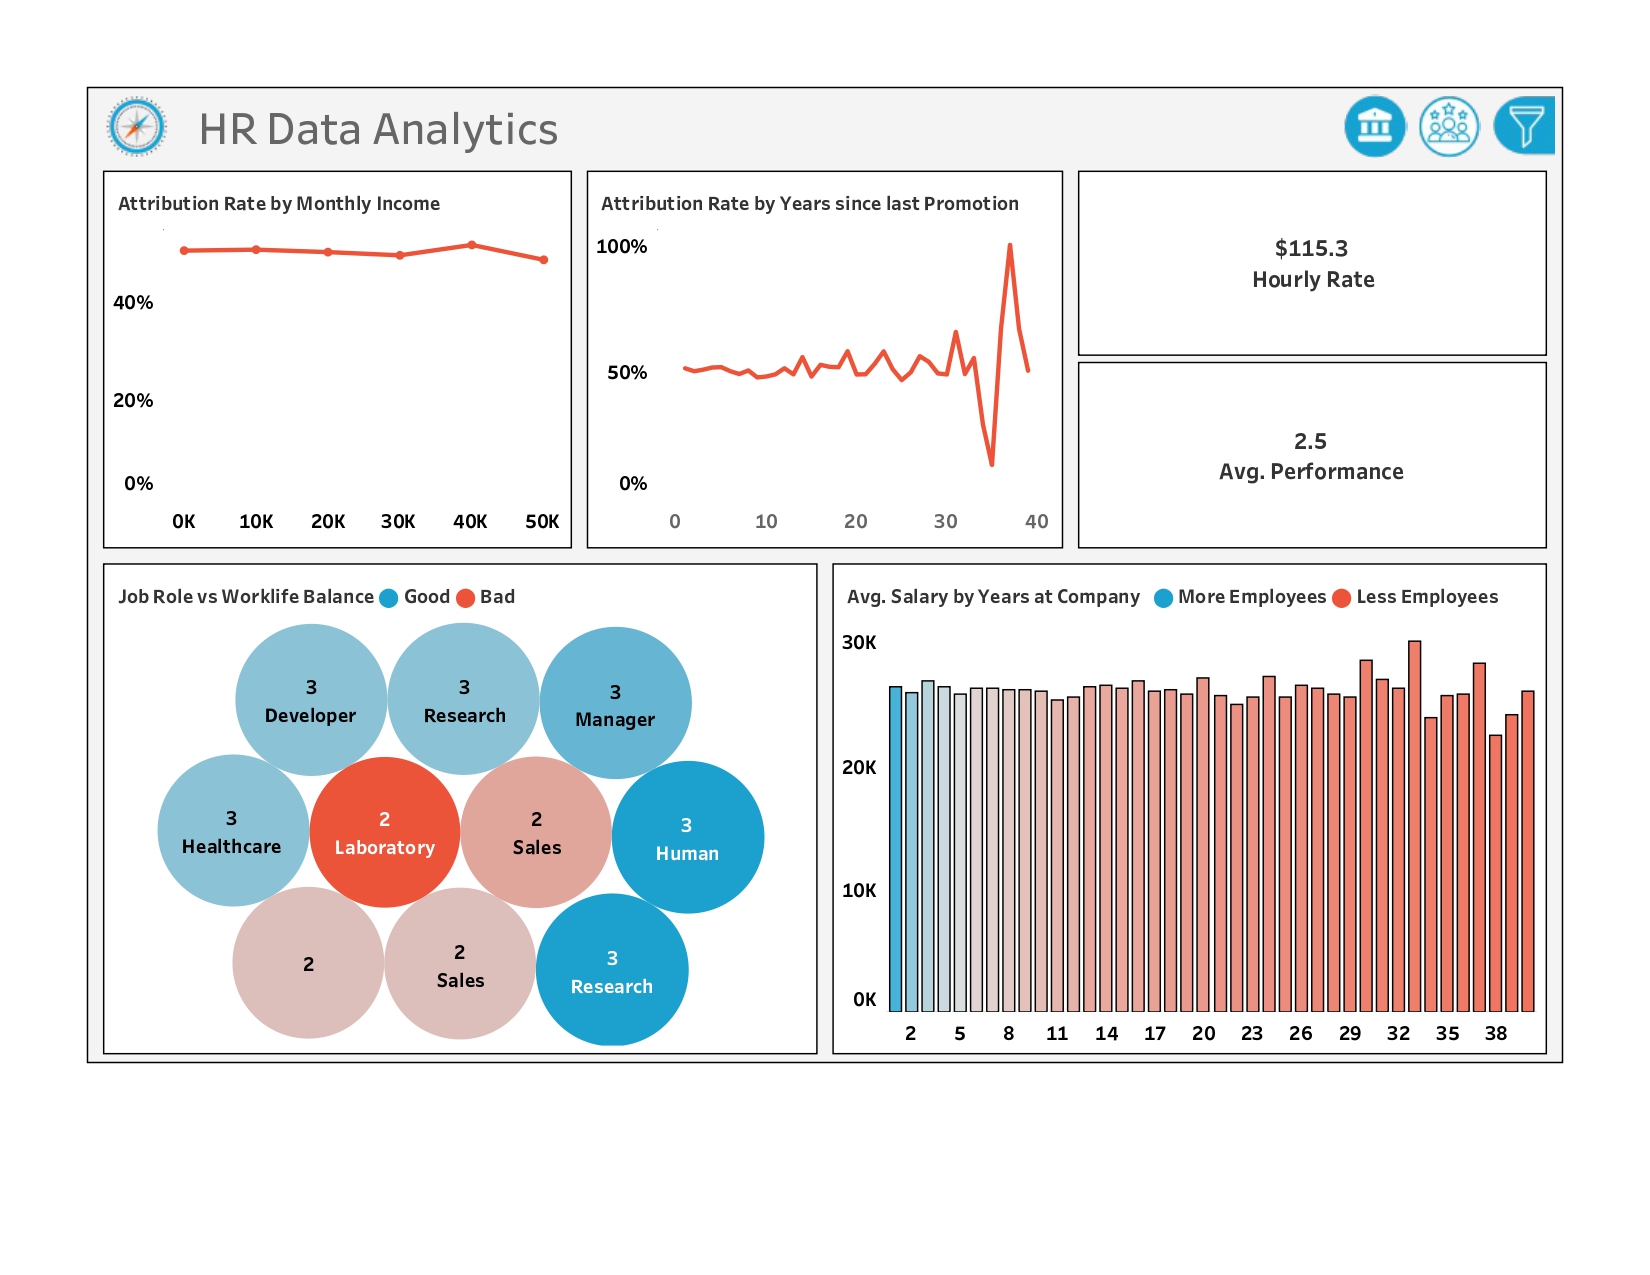 HR Data Analytics
Attribution Rate by Monthly Income
40%
20%
0%
0K 10K 20K 30K 40K 50K
Attribution Rate by Years since last Promotion
100%
50%
0%
0 10 20 30 40
$115.3
Hourly Rate
2.5
Avg. Performance
Job Role vs Worklife Balance Good Bad
3
Developer
3
Research
3
Manager
3
Healthcare
2
Laboratory
2
Sales
3
Human
2
2
Sales
3
Research
Avg. Salary by Years at Company More Employees Less Employees
30K
20K
10K
0K
2 5 8 11 14 17 20 23 26 29 32 35 38